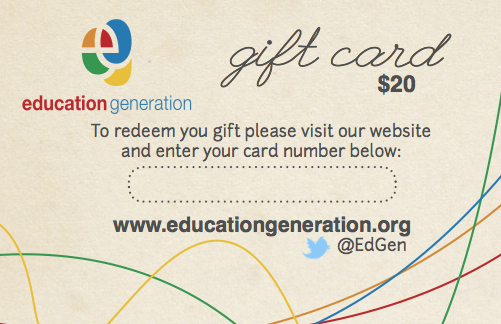 gift card
$20
education generation
To redeem you gift please visit our website
and enter your card number below:
www.educationgeneration.org
@EdGen